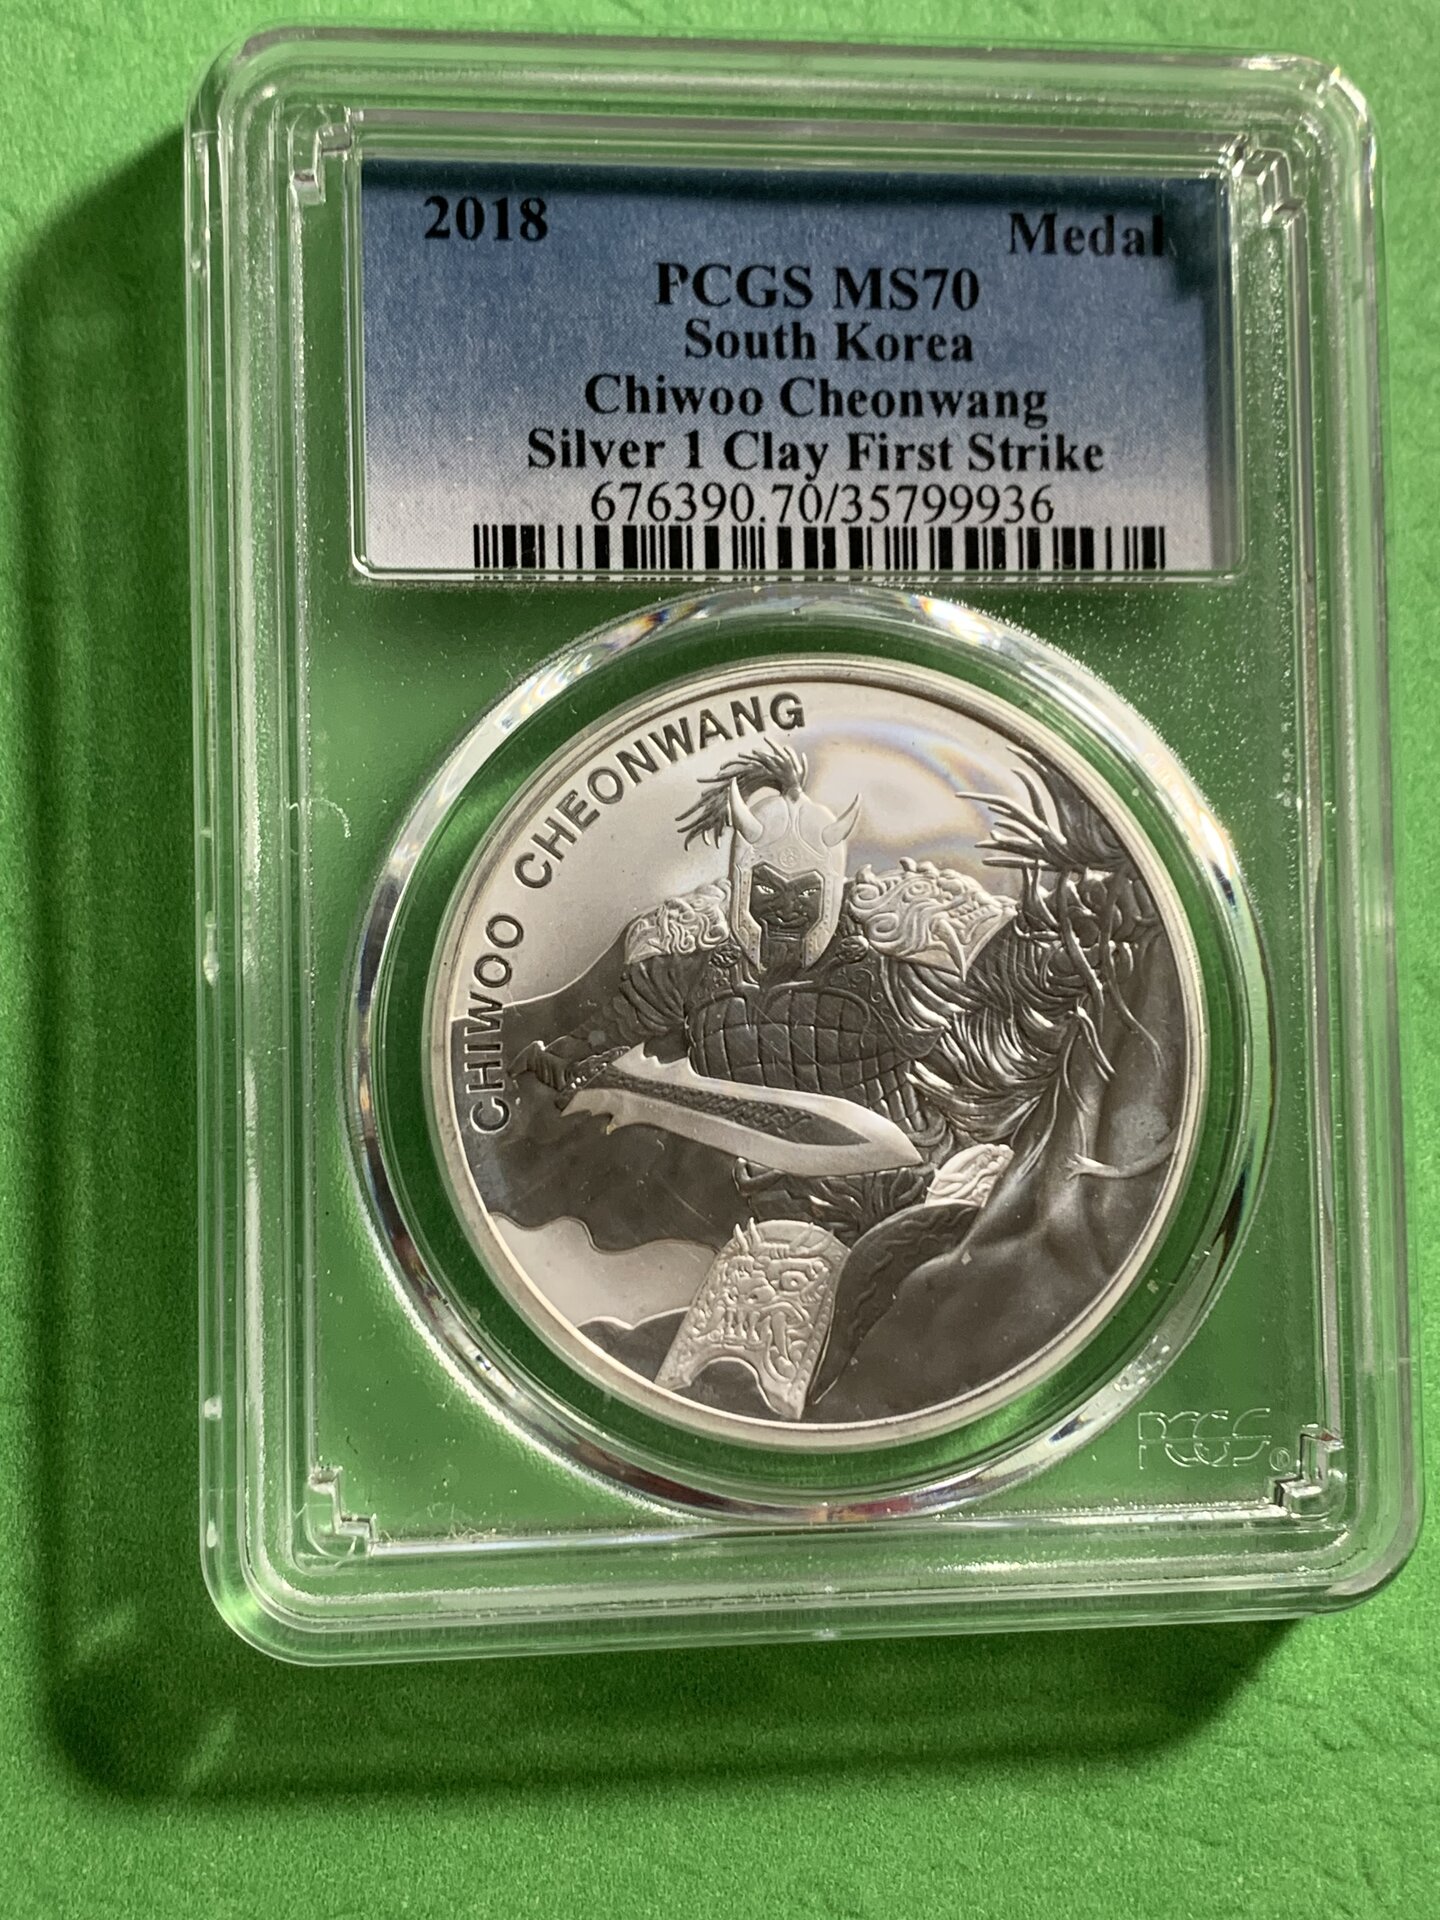 2018 Medal
PCGS MS70
South Korea
Chiwoo Cheonwang
Silver 1 Clay First Strike
676390.70/35799936
CHIWOO CHEONWANG
PCGS®